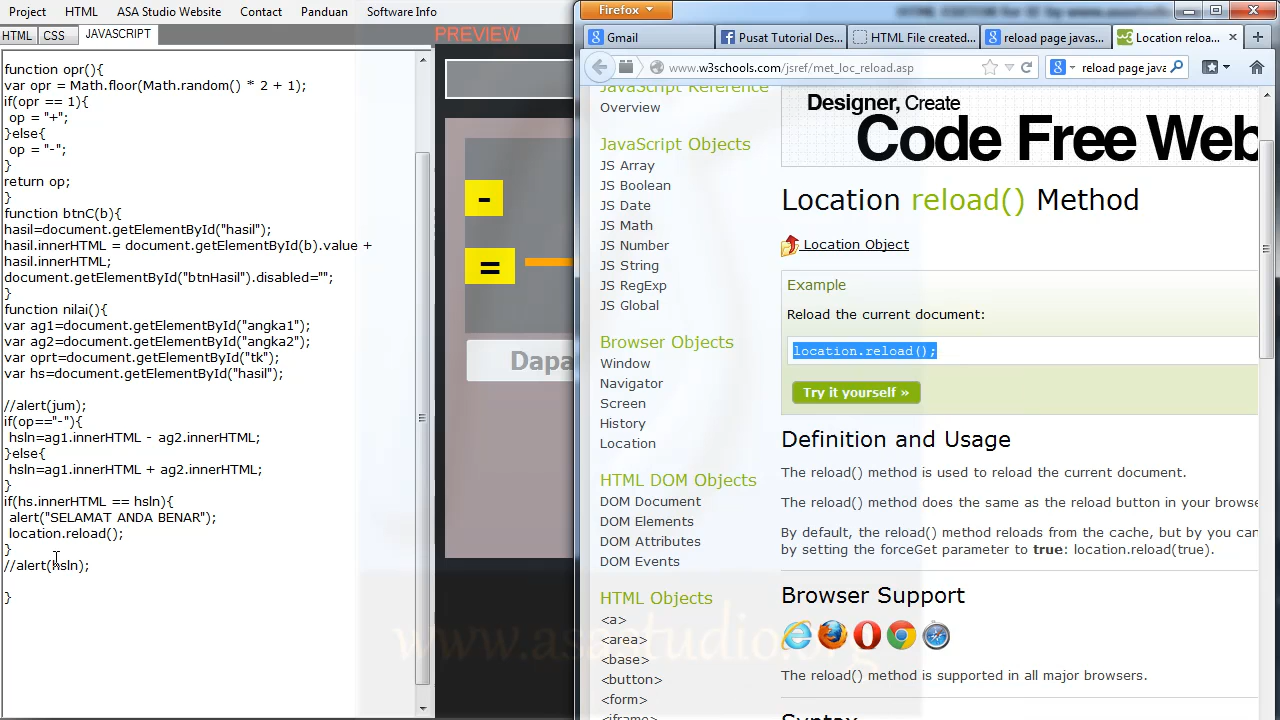 Project HTML ASA Studio Website Contact Panduan Software Info
HTML CSS JAVASCRIPT
function opr(){
var opr = Math.floor(Math.random() * 2 + 1);
if(opr == 1){
op = "+";
}else{
op = "-";
}
return op;
}
function btnC(b){
hasil=document.getElementById("hasil");
hasil.innerHTML = document.getElementById(b).value +
hasil.innerHTML;
document.getElementById("btnHasil").disabled="";
}
function nilai(){
var ag1=document.getElementById("angka1");
var ag2=document.getElementById("angka2");
var oprt=document.getElementById("tk");
var hs=document.getElementById("hasil");
//alert(jum);
if(op=="-"){
hsln=ag1.innerHTML - ag2.innerHTML;
}else{
hsln=ag1.innerHTML + ag2.innerHTML;
}
if(hs.innerHTML == hsln){
alert("SELAMAT ANDA BENAR");
location.reload();
}
//alert(hsln);
}
PREVIEW
-
=
Dapa
Firefox
Gmail
Pusat Tutorial Des...
HTML File created...
reload page javas...
Location reloa...
www.w3schools.com/jsref/met_loc_reload.asp
reload page java
JavaScript Reference
Overview
JavaScript Objects
JS Array
JS Boolean
JS Date
JS Math
JS Number
JS String
JS RegExp
JS Global
Browser Objects
Window
Navigator
Screen
History
Location
HTML DOM Objects
DOM Document
DOM Elements
DOM Attributes
DOM Events
HTML Objects
<a>
<area>
<base>
<button>
<form>
<iframe>
Designer, Create
Code Free Web
Location reload() Method
Location Object
Example
Reload the current document:
location.reload();
Try it yourself »
Definition and Usage
The reload() method is used to reload the current document.
The reload() method does the same as the reload button in your browse
By default, the reload() method reloads from the cache, but by you can
by setting the forceGet parameter to true: location.reload(true).
Browser Support
The reload() method is supported in all major browsers.
Syntax